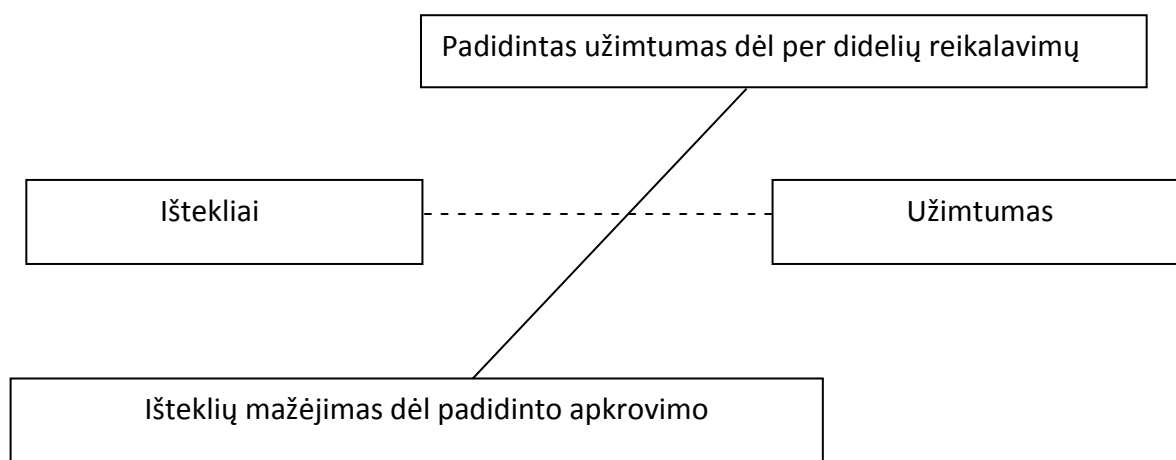 Padidintas užimtumas dėl per didelių reikalavimų
Ištekliai
Užimtumas
Išteklių mažėjimas dėl padidinto apkrovimo